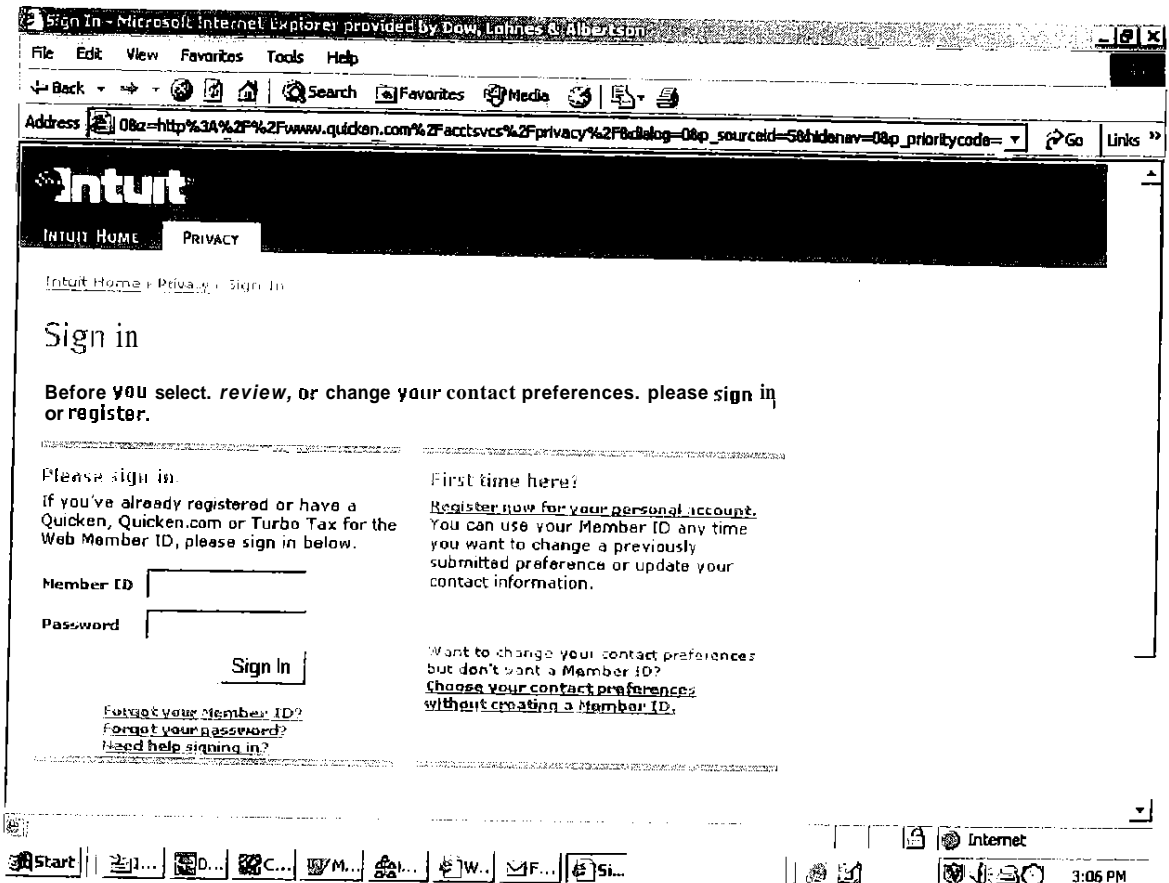 Sign In - Microsoft Internet Explorer provided by Dow, Lohnes & Albertson
File Edit View Favorites Tools Help
Back Search Favorites Media
Address 0&z=http%3A%2F%2Fwww.quicken.com%2Facctsvcs%2Fprivacy%2F&dialog=0&p_sourceid=5&hidenav=0&p_prioritycode= Go Links »
Intuit
INTUIT HOME PRIVACY
Intuit Home › Privacy › Sign In
Sign in
Before you select. review, or change your contact preferences. please sign in
or register.
Please sign in.
If you've already registered or have a
Quicken, Quicken.com or Turbo Tax for the
Web Member ID, please sign in below.
Member ID
Password
Sign In
Forgot your Member ID?
Forgot your password?
Need help signing in?
First time here?
Register now for your personal account.
You can use your Member ID any time
you want to change a previously
submitted preference or update your
contact information.
Want to change your contact preferences
but don't want a Member ID?
Choose your contact preferences
without creating a Member ID.
Internet
Start D... C... M... W... F... Si... 3:06 PM